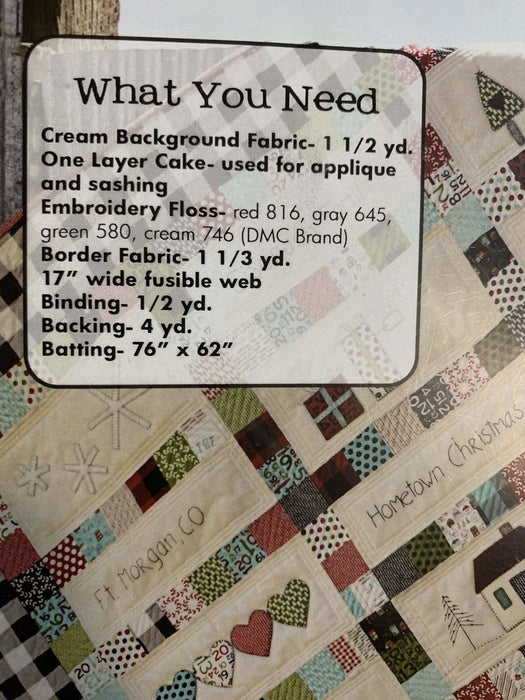 What You Need
Cream Background Fabric- 1 1/2 yd.
One Layer Cake- used for applique
and sashing
Embroidery Floss- red 816, gray 645,
green 580, cream 746 (DMC Brand)
Border Fabric- 1 1/3 yd.
17” wide fusible web
Binding- 1/2 yd.
Backing- 4 yd.
Batting- 76” x 62”
Hometown Christmas
Ft. Morgan, CO